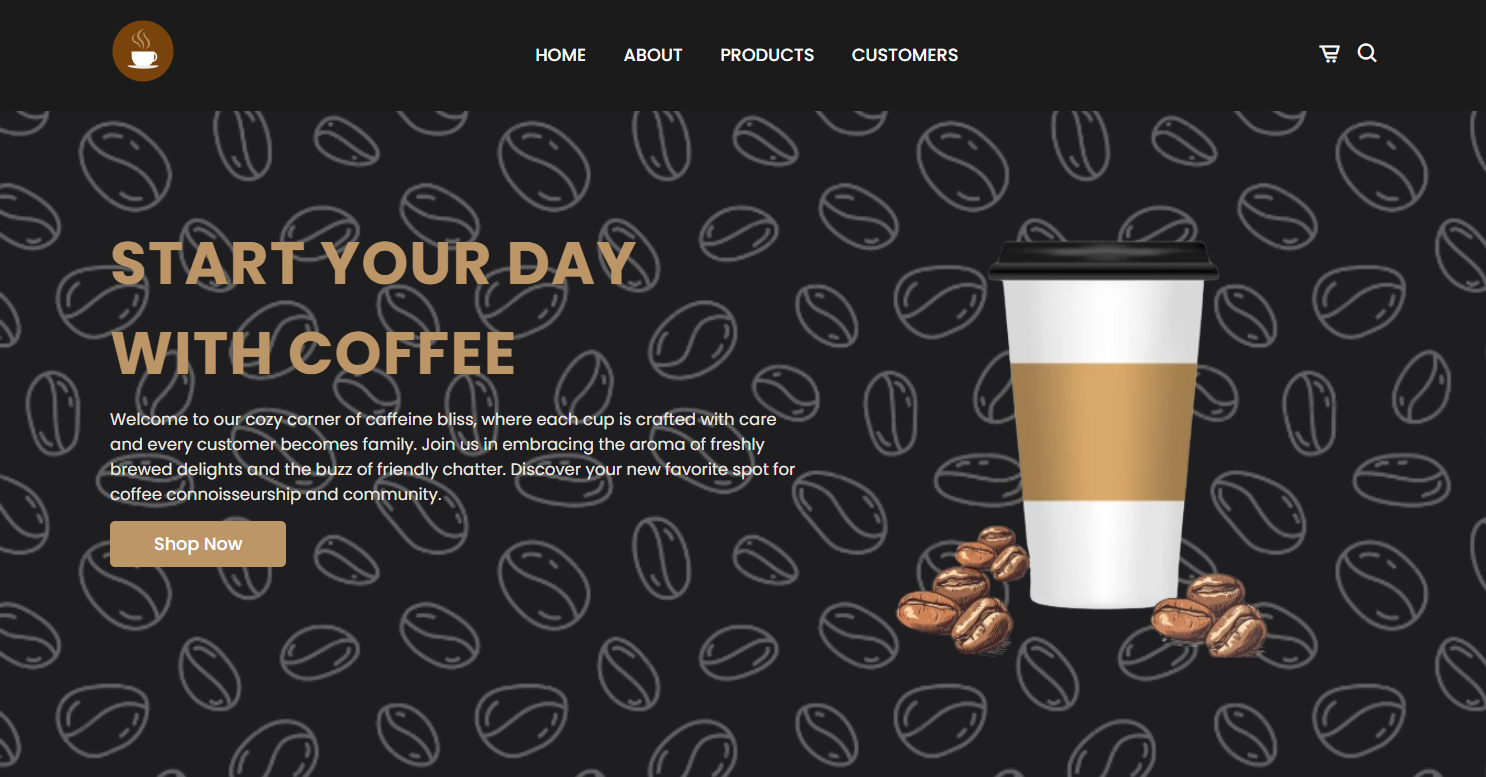 HOME
ABOUT
PRODUCTS
CUSTOMERS
START YOUR DAY
WITH COFFEE
Welcome to our cozy corner of caffeine bliss, where each cup is crafted with care
and every customer becomes family. Join us in embracing the aroma of freshly
brewed delights and the buzz of friendly chatter. Discover your new favorite spot for
coffee connoisseurship and community.
Shop Now